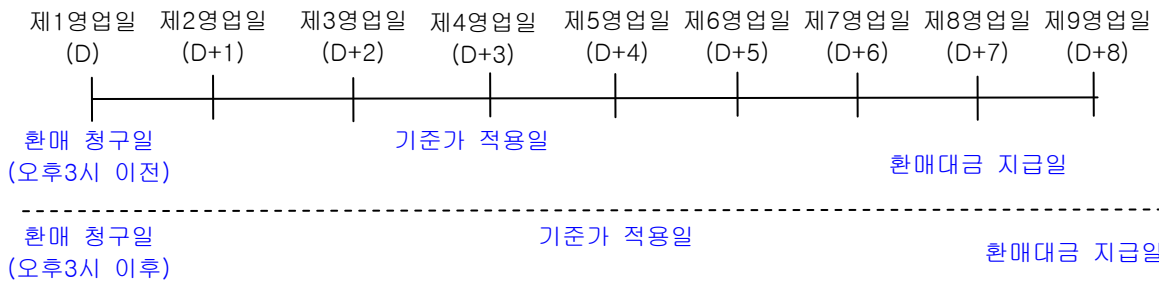 제1영업일 제2영업일 제3영업일 제4영업일 제5영업일 제6영업일 제7영업일 제8영업일 제9영업일
(D) (D+1) (D+2) (D+3) (D+4) (D+5) (D+6) (D+7) (D+8)
환매 청구일 기준가 적용일
(오후3시 이전) 환매대금 지급일
환매 청구일 기준가 적용일
(오후3시 이후) 환매대금 지급일